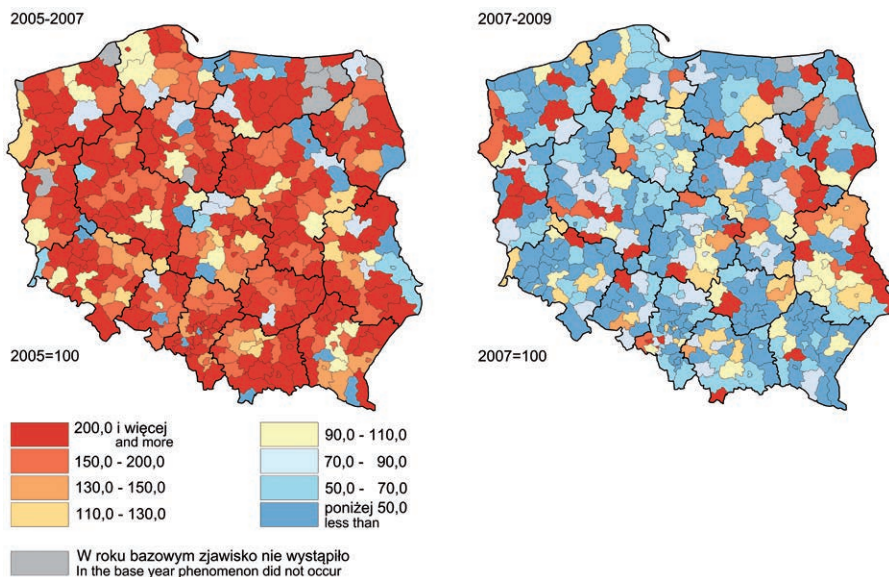 2005-2007
2007-2009
2005=100
2007=100
200,0 i więcej
and more
150,0 - 200,0
130,0 - 150,0
110,0 - 130,0
90,0 - 110,0
70,0 - 90,0
50,0 - 70,0
poniżej 50,0
less than
W roku bazowym zjawisko nie wystąpiło
In the base year phenomenon did not occur